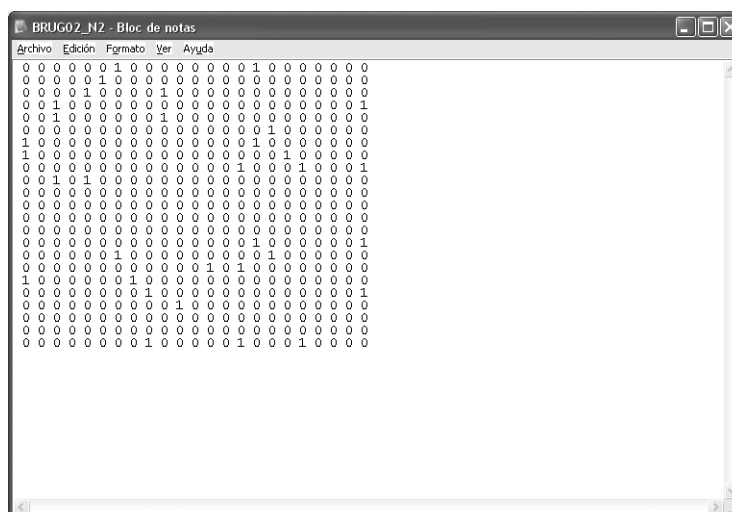 BRUG02_N2 - Bloc de notas
Archivo Edición Formato Ver Ayuda
0 0 0 0 0 0 1 0 0 0 0 0 0 0 0 1 0 0 0 0 0 0 0
0 0 0 0 0 1 0 0 0 0 0 0 0 0 0 0 0 0 0 0 0 0 0
0 0 0 0 1 0 0 0 0 1 0 0 0 0 0 0 0 0 0 0 0 0 0
0 0 1 0 0 0 0 0 0 0 0 0 0 0 0 0 0 0 0 0 0 0 1
0 0 1 0 0 0 0 0 0 1 0 0 0 0 0 0 0 0 0 0 0 0 0
0 0 0 0 0 0 0 0 0 0 0 0 0 0 0 0 1 0 0 0 0 0 0
1 0 0 0 0 0 0 0 0 0 0 0 0 0 0 1 0 0 0 0 0 0 0
1 0 0 0 0 0 0 0 0 0 0 0 0 0 0 0 0 1 0 0 0 0 0
0 0 0 0 0 0 0 0 0 0 0 0 0 0 1 0 0 0 1 0 0 0 1
0 0 1 0 1 0 0 0 0 0 0 0 0 0 0 0 0 0 0 0 0 0 0
0 0 0 0 0 0 0 0 0 0 0 0 0 0 0 0 0 0 0 0 0 0 0
0 0 0 0 0 0 0 0 0 0 0 0 0 0 0 0 0 0 0 0 0 0 0
0 0 0 0 0 0 0 0 0 0 0 0 0 0 0 0 0 0 0 0 0 0 0
0 0 0 0 0 0 0 0 0 0 0 0 0 0 0 0 0 0 0 0 0 0 0
0 0 0 0 0 0 0 0 0 0 0 0 0 0 0 1 0 0 0 0 0 0 1
0 0 0 0 0 0 1 0 0 0 0 0 0 0 0 0 1 0 0 0 0 0 0
0 0 0 0 0 0 0 0 0 0 0 0 1 0 1 0 0 0 0 0 0 0 0
1 0 0 0 0 0 0 1 0 0 0 0 0 0 0 0 0 0 0 0 0 0 0
0 0 0 0 0 0 0 0 1 0 0 0 0 0 0 0 0 0 0 0 0 0 1
0 0 0 0 0 0 0 0 0 0 1 0 0 0 0 0 0 0 0 0 0 0 0
0 0 0 0 0 0 0 0 0 0 0 0 0 0 0 0 0 0 0 0 0 0 0
0 0 0 0 0 0 0 0 0 0 0 0 0 0 0 0 0 0 0 0 0 0 0
0 0 0 0 0 0 0 0 1 0 0 0 0 0 1 0 0 0 1 0 0 0 0